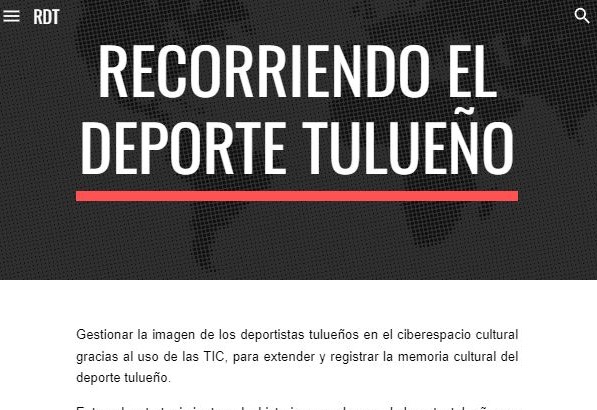 RDT
RECORRIENDO EL
DEPORTE TULUEÑO
Gestionar la imagen de los deportistas tulueños en el ciberespacio cultural
gracias al uso de las TIC, para extender y registrar la memoria cultural del
deporte tulueño.